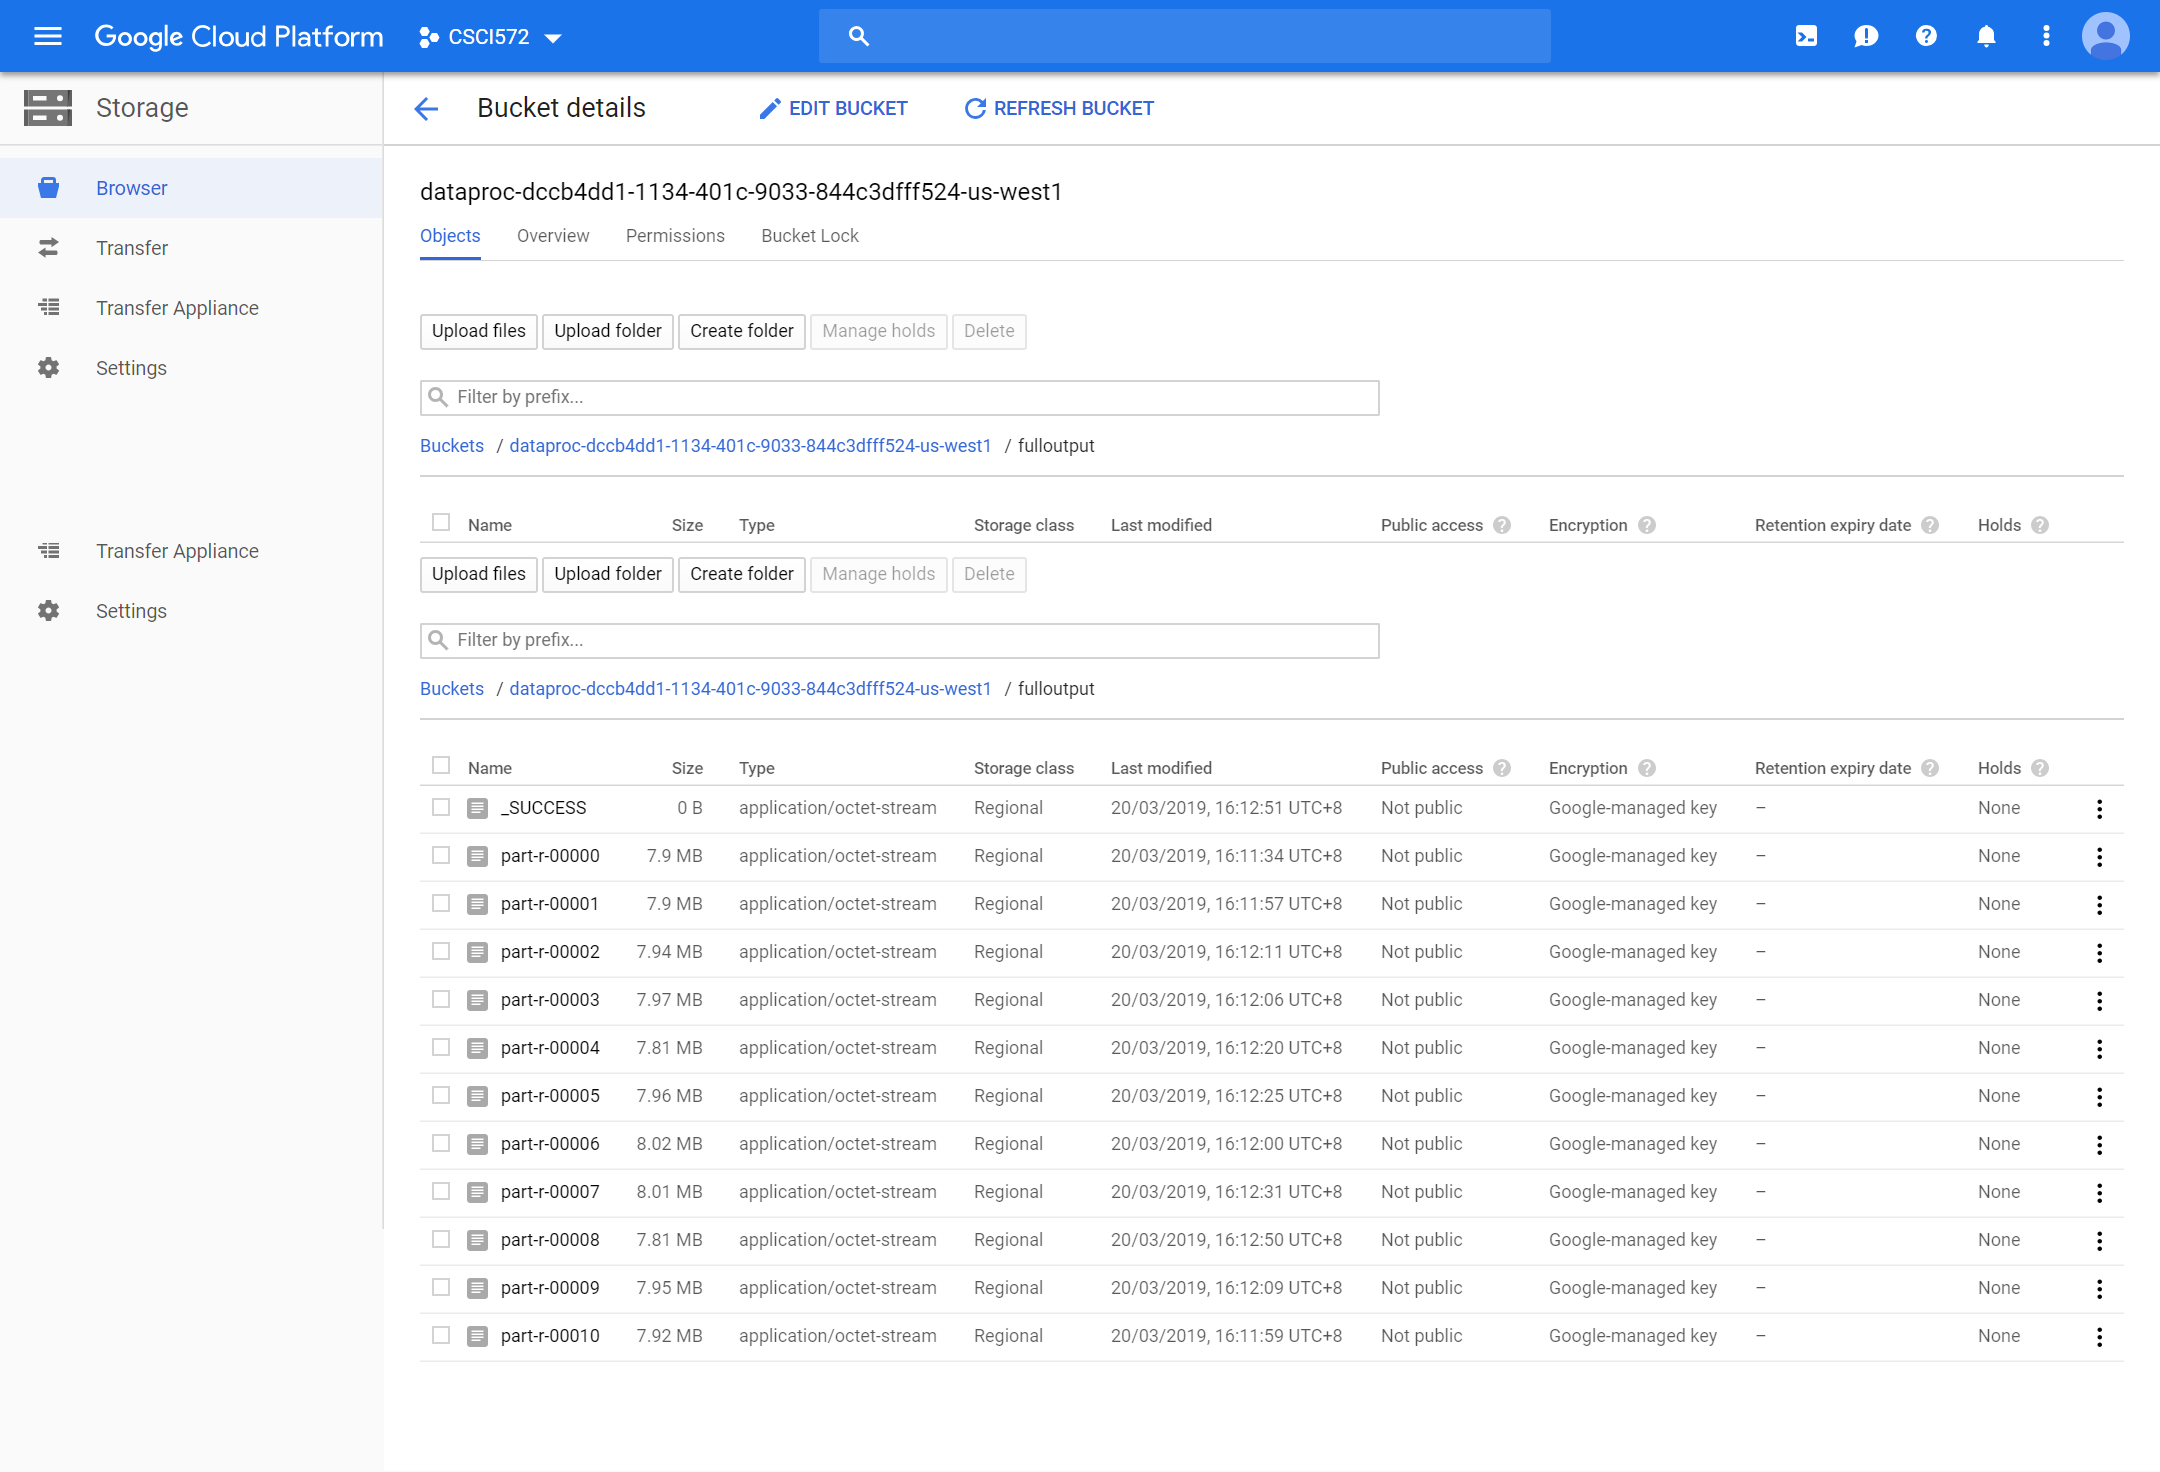 Google Cloud Platform CSCI572
Storage
Bucket details EDIT BUCKET REFRESH BUCKET
Browser
Transfer
Transfer Appliance
Settings
Transfer Appliance
Settings
dataproc-dccb4dd1-1134-401c-9033-844c3dfff524-us-west1
Objects Overview Permissions Bucket Lock
Upload files Upload folder Create folder Manage holds Delete
Filter by prefix...
Buckets / dataproc-dccb4dd1-1134-401c-9033-844c3dfff524-us-west1 / fulloutput
Name Size Type Storage class Last modified Public access Encryption Retention expiry date Holds
Upload files Upload folder Create folder Manage holds Delete
Filter by prefix...
Buckets / dataproc-dccb4dd1-1134-401c-9033-844c3dfff524-us-west1 / fulloutput
Name Size Type Storage class Last modified Public access Encryption Retention expiry date Holds
_SUCCESS 0 B application/octet-stream Regional 20/03/2019, 16:12:51 UTC+8 Not public Google-managed key – None
part-r-00000 7.9 MB application/octet-stream Regional 20/03/2019, 16:11:34 UTC+8 Not public Google-managed key – None
part-r-00001 7.9 MB application/octet-stream Regional 20/03/2019, 16:11:57 UTC+8 Not public Google-managed key – None
part-r-00002 7.94 MB application/octet-stream Regional 20/03/2019, 16:12:11 UTC+8 Not public Google-managed key – None
part-r-00003 7.97 MB application/octet-stream Regional 20/03/2019, 16:12:06 UTC+8 Not public Google-managed key – None
part-r-00004 7.81 MB application/octet-stream Regional 20/03/2019, 16:12:20 UTC+8 Not public Google-managed key – None
part-r-00005 7.96 MB application/octet-stream Regional 20/03/2019, 16:12:25 UTC+8 Not public Google-managed key – None
part-r-00006 8.02 MB application/octet-stream Regional 20/03/2019, 16:12:00 UTC+8 Not public Google-managed key – None
part-r-00007 8.01 MB application/octet-stream Regional 20/03/2019, 16:12:31 UTC+8 Not public Google-managed key – None
part-r-00008 7.81 MB application/octet-stream Regional 20/03/2019, 16:12:50 UTC+8 Not public Google-managed key – None
part-r-00009 7.95 MB application/octet-stream Regional 20/03/2019, 16:12:09 UTC+8 Not public Google-managed key – None
part-r-00010 7.92 MB application/octet-stream Regional 20/03/2019, 16:11:59 UTC+8 Not public Google-managed key – None